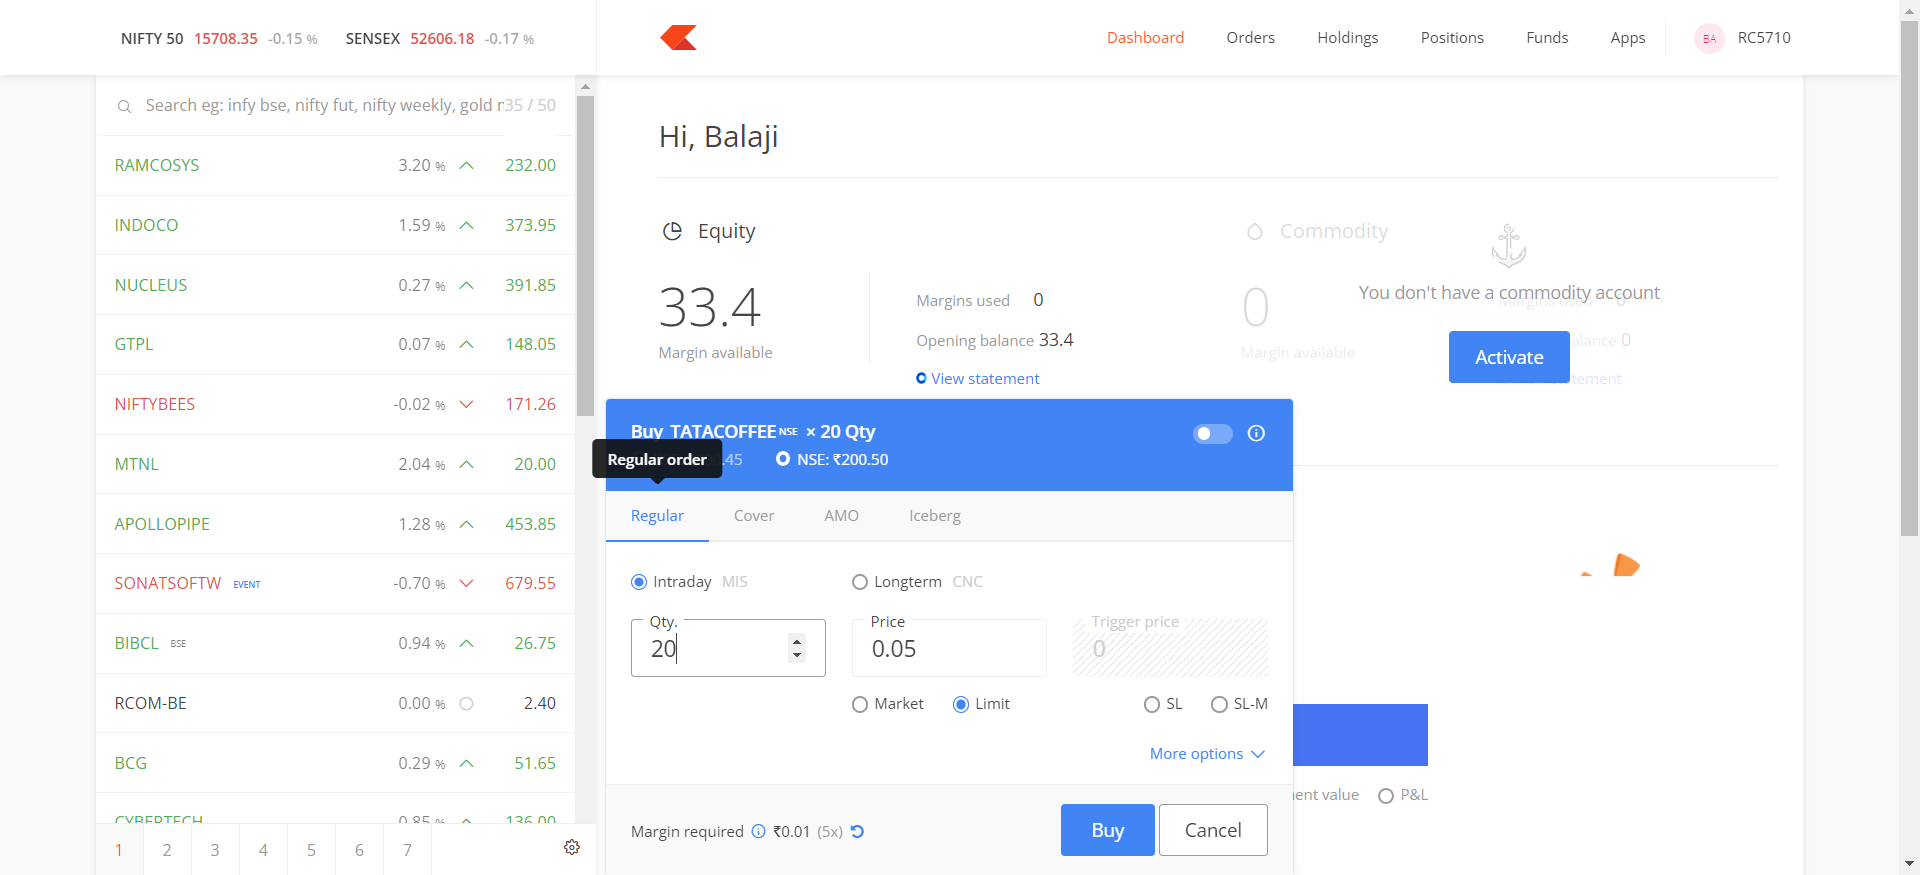 NIFTY 50 15708.35 -0.15 % SENSEX 52606.18 -0.17 %
Dashboard Orders Holdings Positions Funds Apps BA RC5710
Search eg: infy bse, nifty fut, nifty weekly, gold 35 / 50
RAMCOSYS 3.20 % 232.00
INDOCO 1.59 % 373.95
NUCLEUS 0.27 % 391.85
GTPL 0.07 % 148.05
NIFTYBEES -0.02 % 171.26
MTNL 2.04 % 20.00
APOLLOPIPE 1.28 % 453.85
SONATSOFTW EVENT -0.70 % 679.55
BIBCL BSE 0.94 % 26.75
RCOM-BE 0.00 % 2.40
BCG 0.29 % 51.65
CYBERTECH 0.85 % 136.00
1 2 3 4 5 6 7
Hi, Balaji
Equity
33.4
Margin available
Margins used 0
Opening balance 33.4
View statement
Commodity
0
Margin available
You don't have a commodity account
Margins used 0
Activate
alance 0
tement
Buy TATACOFFEE NSE × 20 Qty
Regular order
.45 NSE: ₹200.50
Regular Cover AMO Iceberg
Intraday MIS Longterm CNC
Qty. Price Trigger price
20 0.05 0
Market Limit SL SL-M
More options
Margin required ₹0.01 (5x)
Buy Cancel
ent value P&L